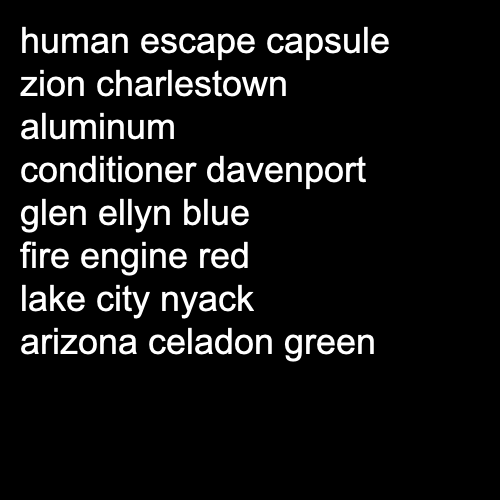 human escape capsule
zion charlestown
aluminum
conditioner davenport
glen ellyn blue
fire engine red
lake city nyack
arizona celadon green